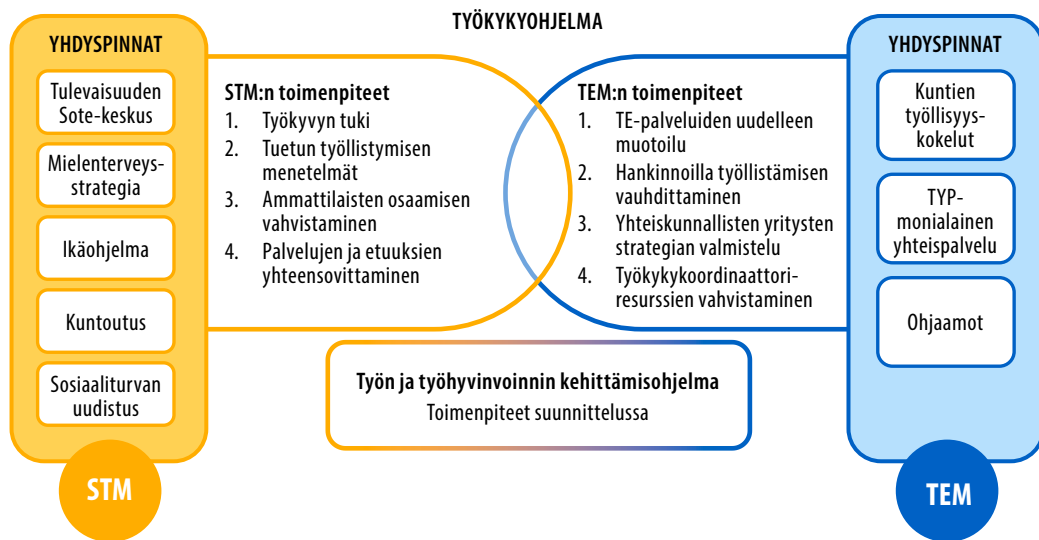 TYÖKYKYOHJELMA
YHDYSPINNAT
Tulevaisuuden
Sote-keskus
Mielenterveys-
strategia
Ikäohjelma
Kuntoutus
Sosiaaliturvan
uudistus
STM
STM:n toimenpiteet
1. Työkyvyn tuki
2. Tuetun työllistymisen
menetelmät
3. Ammattilaisten osaamisen
vahvistaminen
4. Palvelujen ja etuuksien
yhteensovittaminen
TEM:n toimenpiteet
1. TE-palveluiden uudelleen
muotoilu
2. Hankinnoilla työllistämisen
vauhdittaminen
3. Yhteiskunnallisten yritysten
strategian valmistelu
4. Työkykykoordinaattori-
resurssien vahvistaminen
Työn ja työhyvinvoinnin kehittämisohjelma
Toimenpiteet suunnittelussa
YHDYSPINNAT
Kuntien
työllisyys-
kokelut
TYP-
monialainen
yhteispalvelu
Ohjaamot
TEM